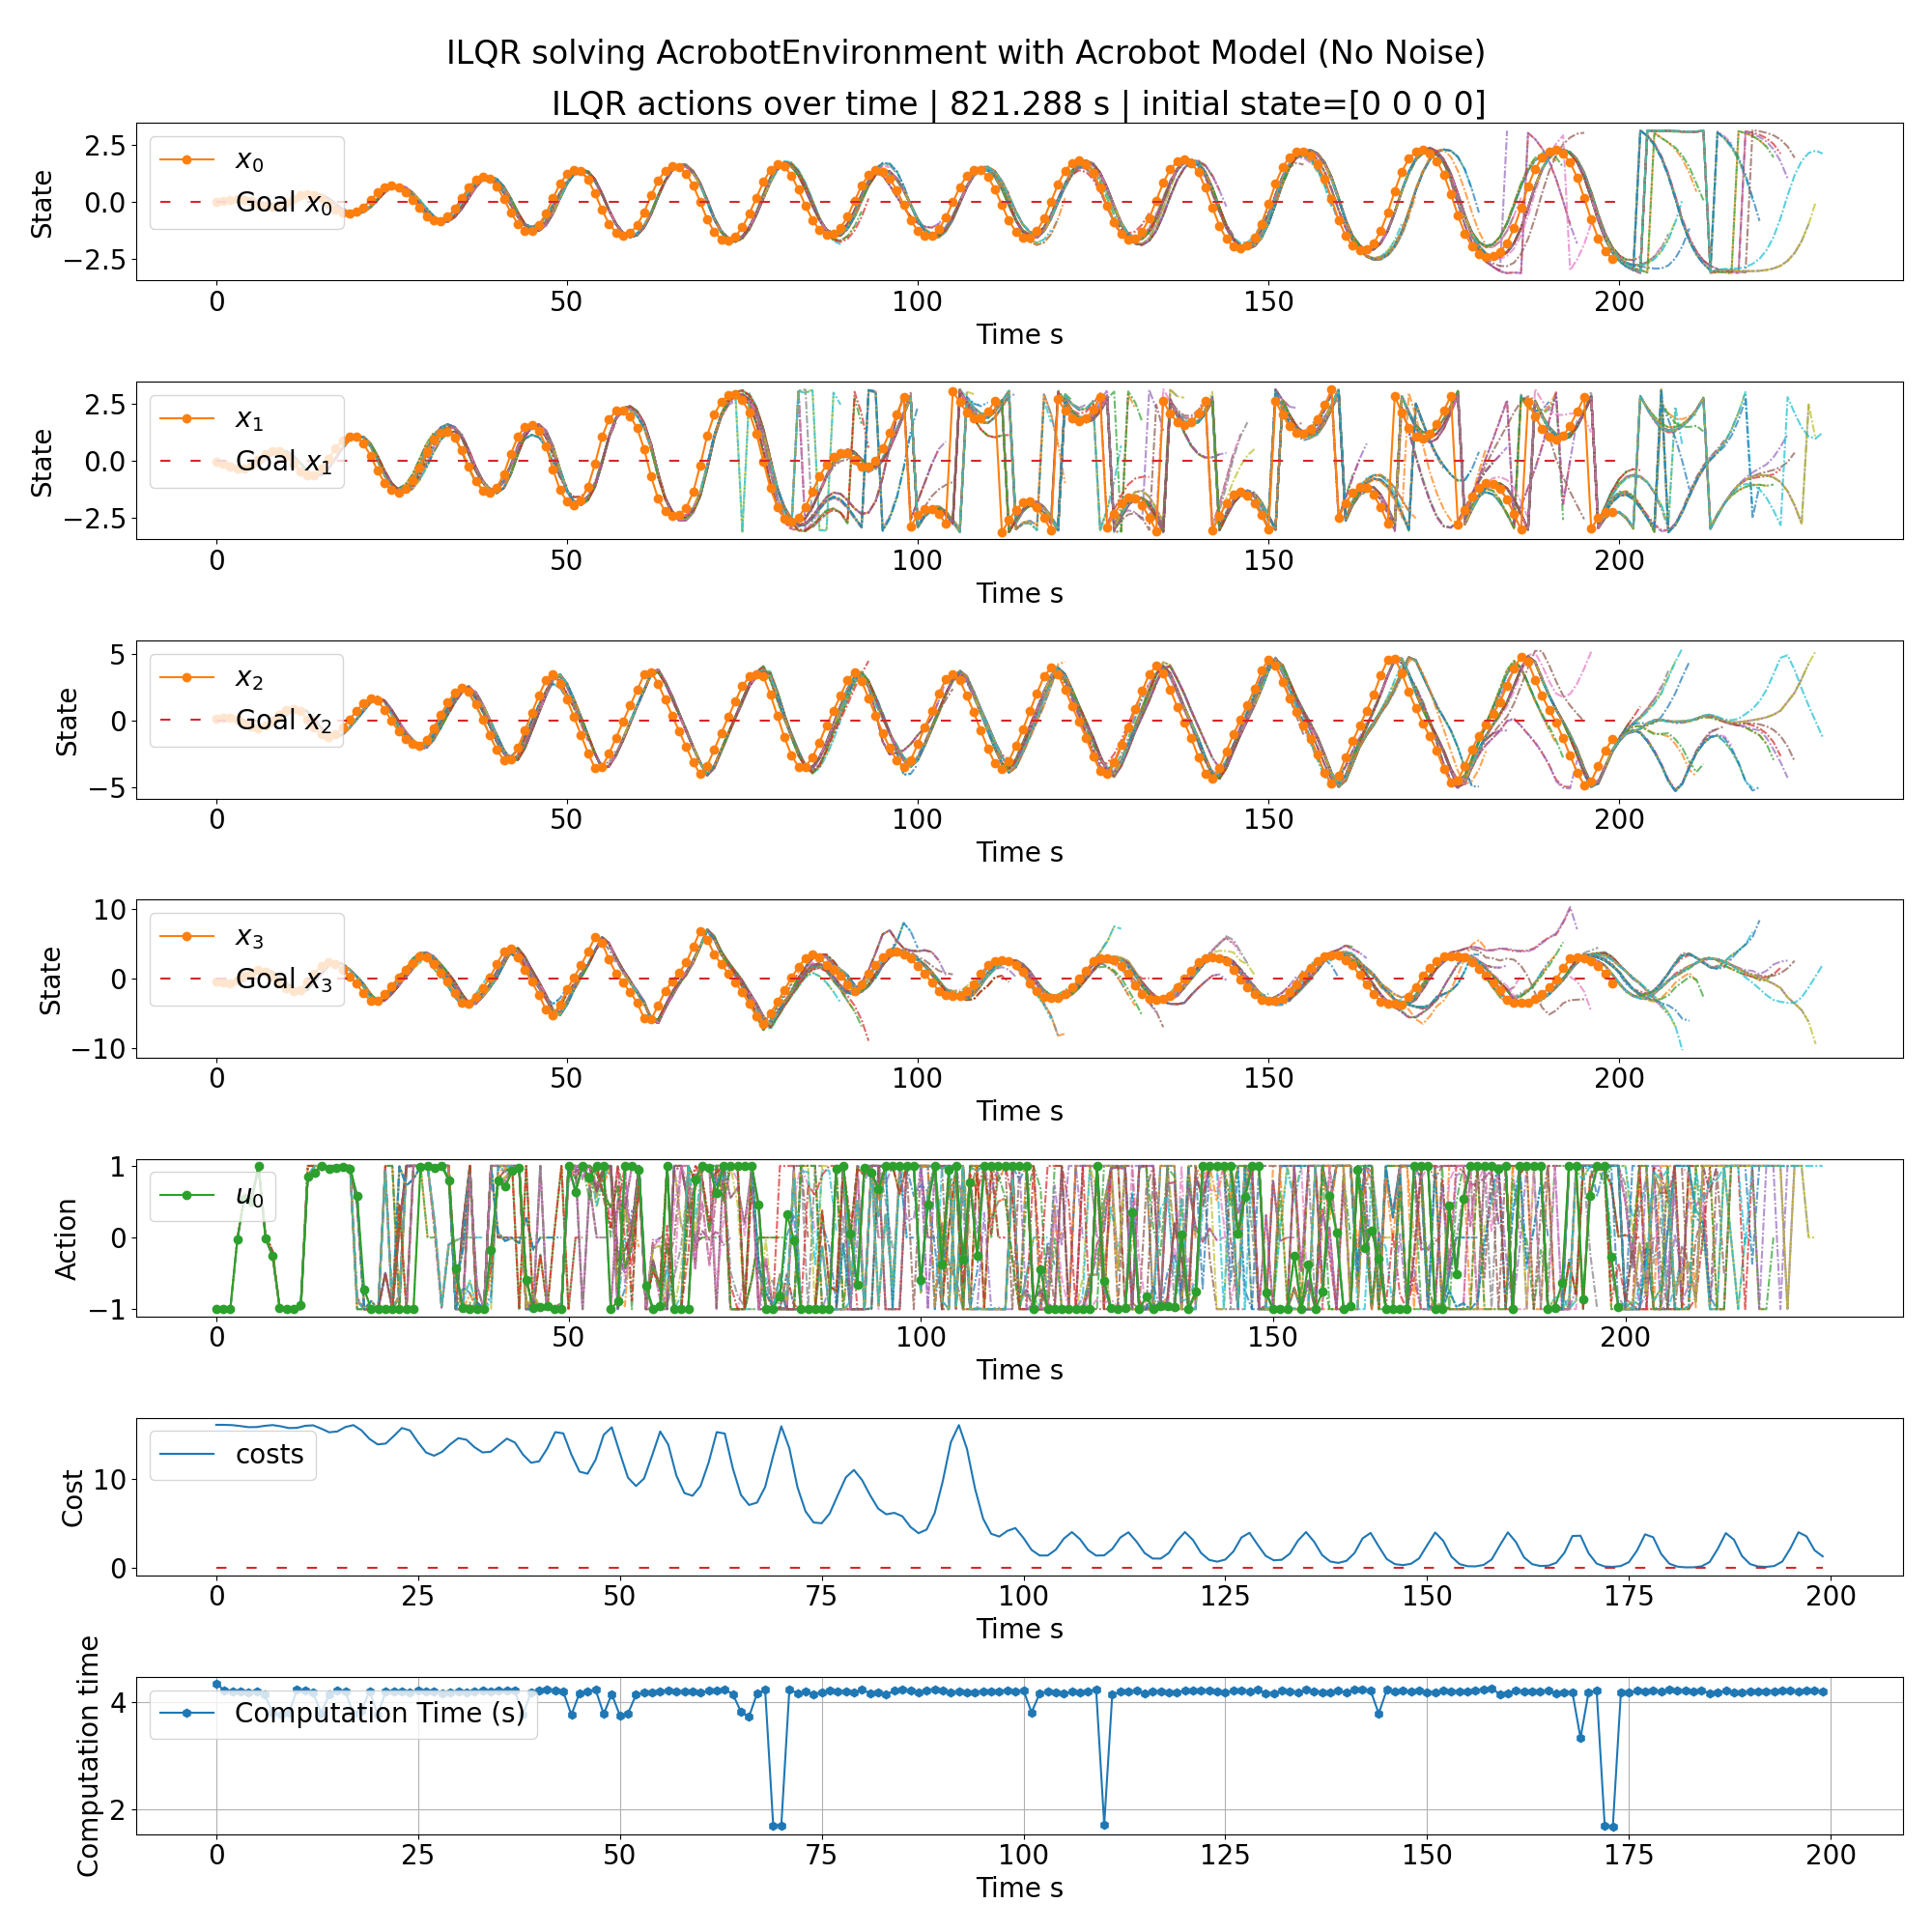 ILQR solving AcrobotEnvironment with Acrobot Model (No Noise)
ILQR actions over time | 821.288 s | initial state=[0 0 0 0]
State
2.5
0.0
−2.5
x₀
Goal x₀
0 50 100 150 200
Time s
State
2.5
0.0
−2.5
x₁
Goal x₁
0 50 100 150 200
Time s
State
5
0
−5
x₂
Goal x₂
0 50 100 150 200
Time s
State
10
0
−10
x₃
Goal x₃
0 50 100 150 200
Time s
Action
1
0
−1
u₀
0 50 100 150 200
Time s
Cost
10
0
costs
0 25 50 75 100 125 150 175 200
Time s
Computation time
4
2
Computation Time (s)
0 25 50 75 100 125 150 175 200
Time s